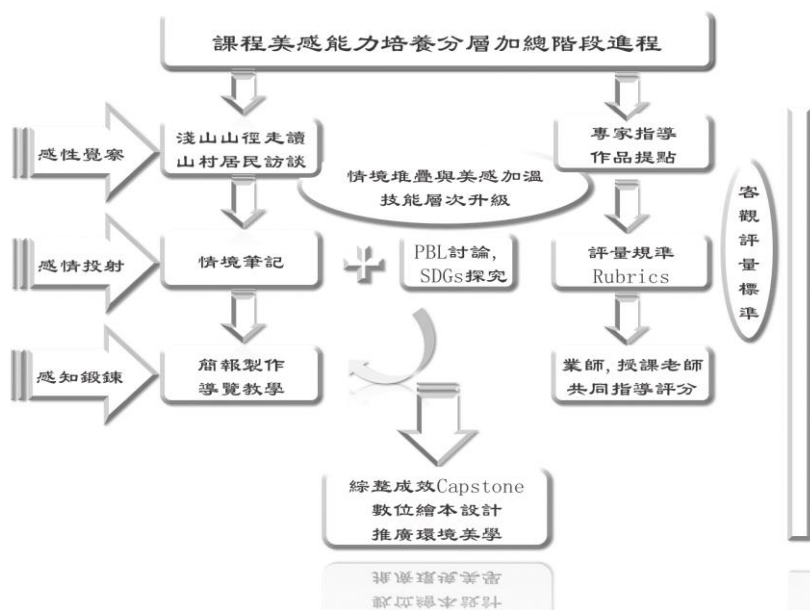 課程美感能力培養分層加總階段進程
感性覺察
淺山山徑走讀
山村居民訪談
專家指導
作品提點
情境堆疊與美感加溫
技能層次升級
客觀評量標準
感情投射
情境筆記
PBL討論,
SDGs探究
評量規準
Rubrics
感知鍛鍊
簡報製作
導覽教學
業師,授課老師
共同指導評分
綜整成效Capstone
數位繪本設計
推廣環境美學